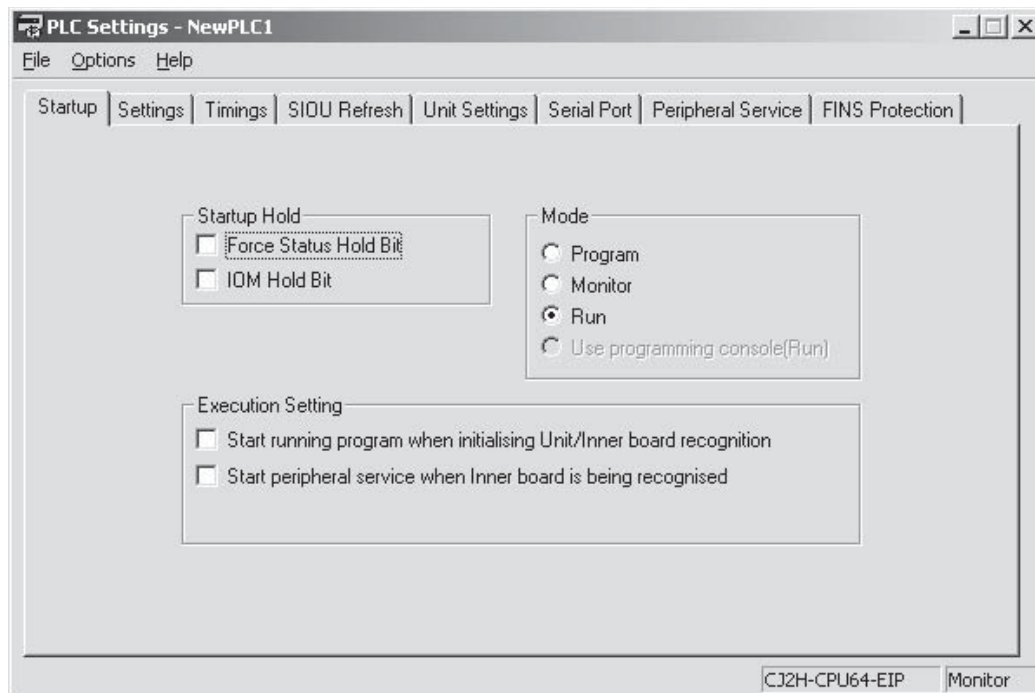 PLC Settings - NewPLC1
File Options Help
Startup Settings Timings SIOU Refresh Unit Settings Serial Port Peripheral Service FINS Protection
Startup Hold
Force Status Hold Bit
IOM Hold Bit
Mode
Program
Monitor
Run
Use programming console(Run)
Execution Setting
Start running program when initialising Unit/Inner board recognition
Start peripheral service when Inner board is being recognised
CJ2H-CPU64-EIP Monitor